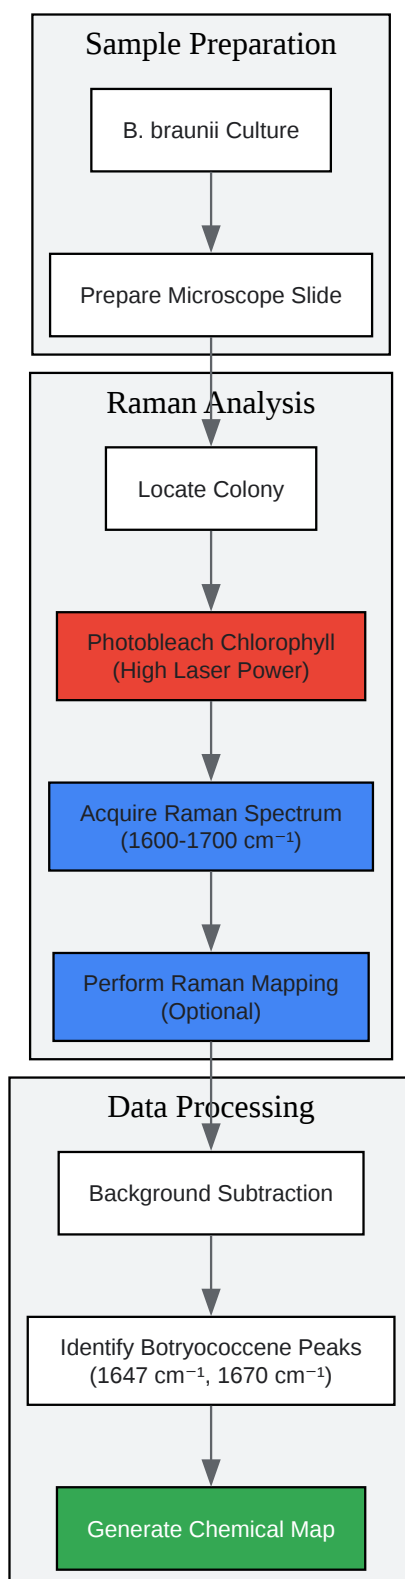 Sample Preparation
B. braunii Culture
Prepare Microscope Slide
Raman Analysis
Locate Colony
Photobleach Chlorophyll
(High Laser Power)
Acquire Raman Spectrum
(1600-1700 cm⁻¹)
Perform Raman Mapping
(Optional)
Data Processing
Background Subtraction
Identify Botryococcene Peaks
(1647 cm⁻¹, 1670 cm⁻¹)
Generate Chemical Map